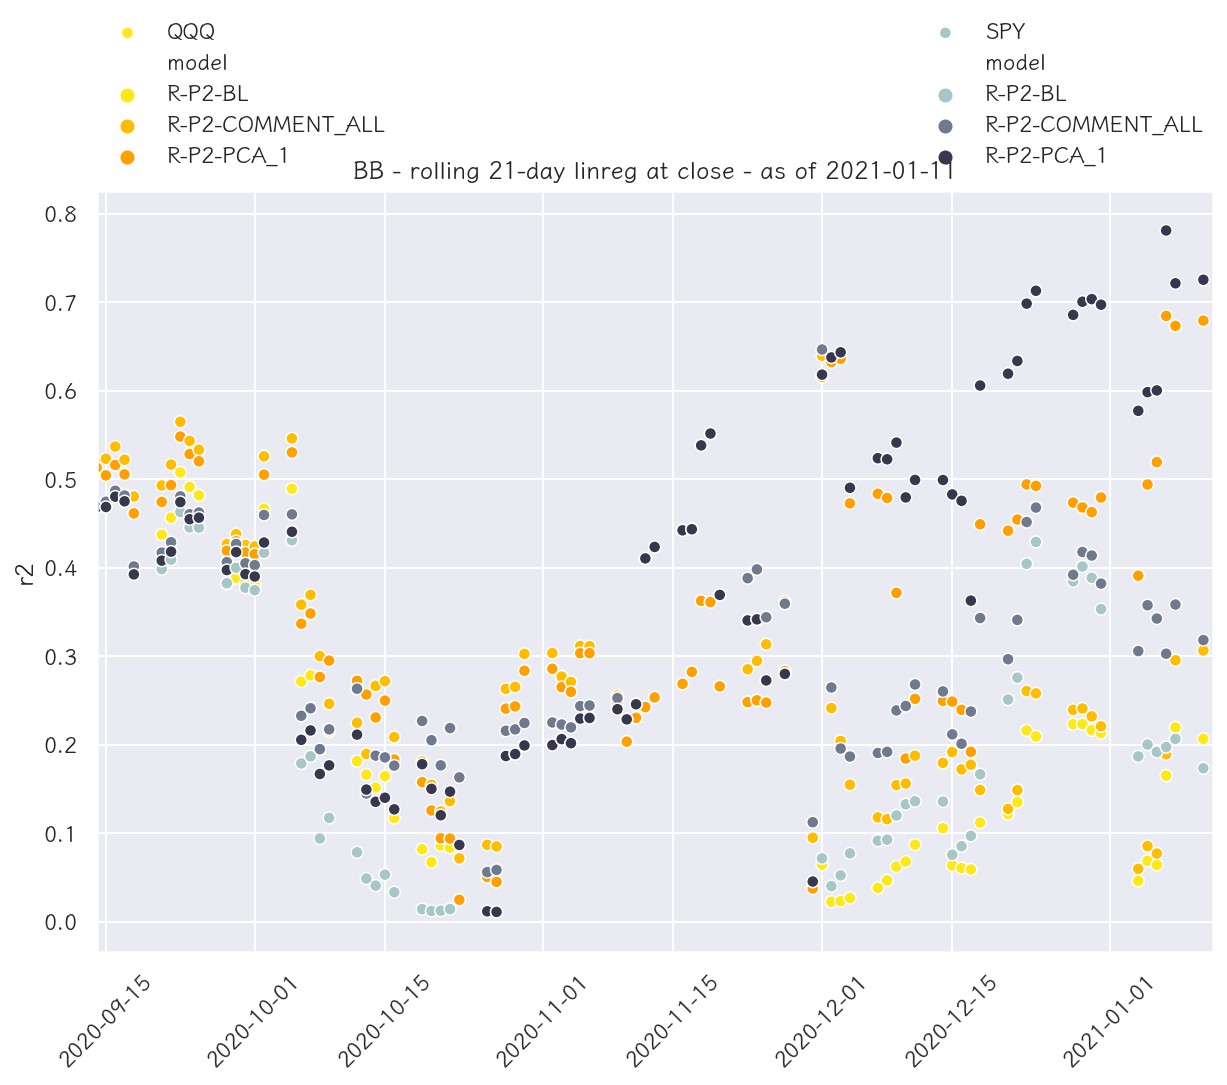 QQQ
model
R-P2-BL
R-P2-COMMENT_ALL
R-P2-PCA_1
SPY
model
R-P2-BL
R-P2-COMMENT_ALL
R-P2-PCA_1
BB - rolling 21-day linreg at close - as of 2021-01-11
r2
0.8
0.7
0.6
0.5
0.4
0.3
0.2
0.1
0.0
2020-09-15
2020-10-01
2020-10-15
2020-11-01
2020-11-15
2020-12-01
2020-12-15
2021-01-01